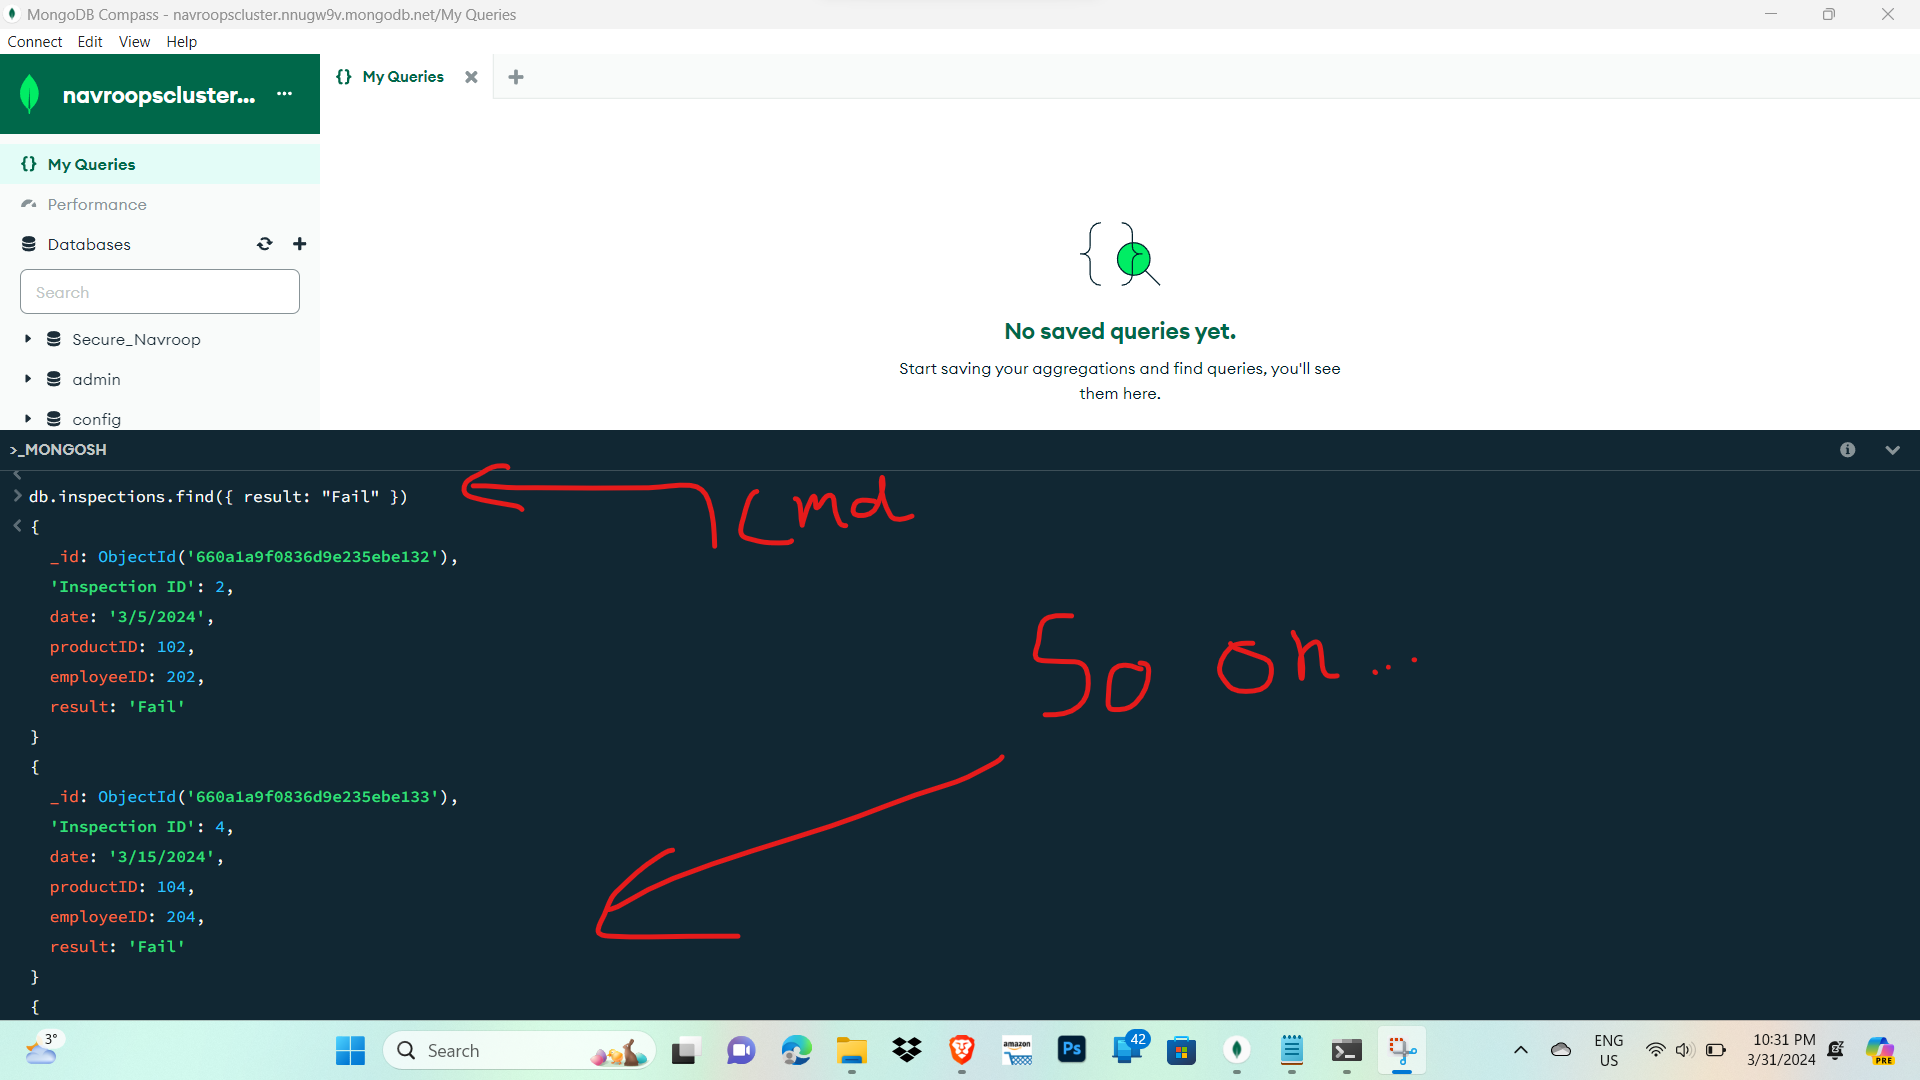 MongoDB Compass - navroopscluster.nnugw9v.mongodb.net/My Queries
Connect Edit View Help
navroopscluster... ...
{} My Queries
{} My Queries
Performance
Databases
Search
Secure_Navroop
admin
config
No saved queries yet.
Start saving your aggregations and find queries, you'll see
them here.
>_MONGOSH
db.inspections.find({ result: "Fail" })
cmd
{
_id: ObjectId('660a1a9f0836d9e235ebe132'),
'Inspection ID': 2,
date: '3/5/2024',
productID: 102,
employeeID: 202,
result: 'Fail'
}
So on...
{
_id: ObjectId('660a1a9f0836d9e235ebe133'),
'Inspection ID': 4,
date: '3/15/2024',
productID: 104,
employeeID: 204,
result: 'Fail'
}
{
3°
Search
amazon
Ps
42
ENG
US
10:31 PM
3/31/2024
PRE